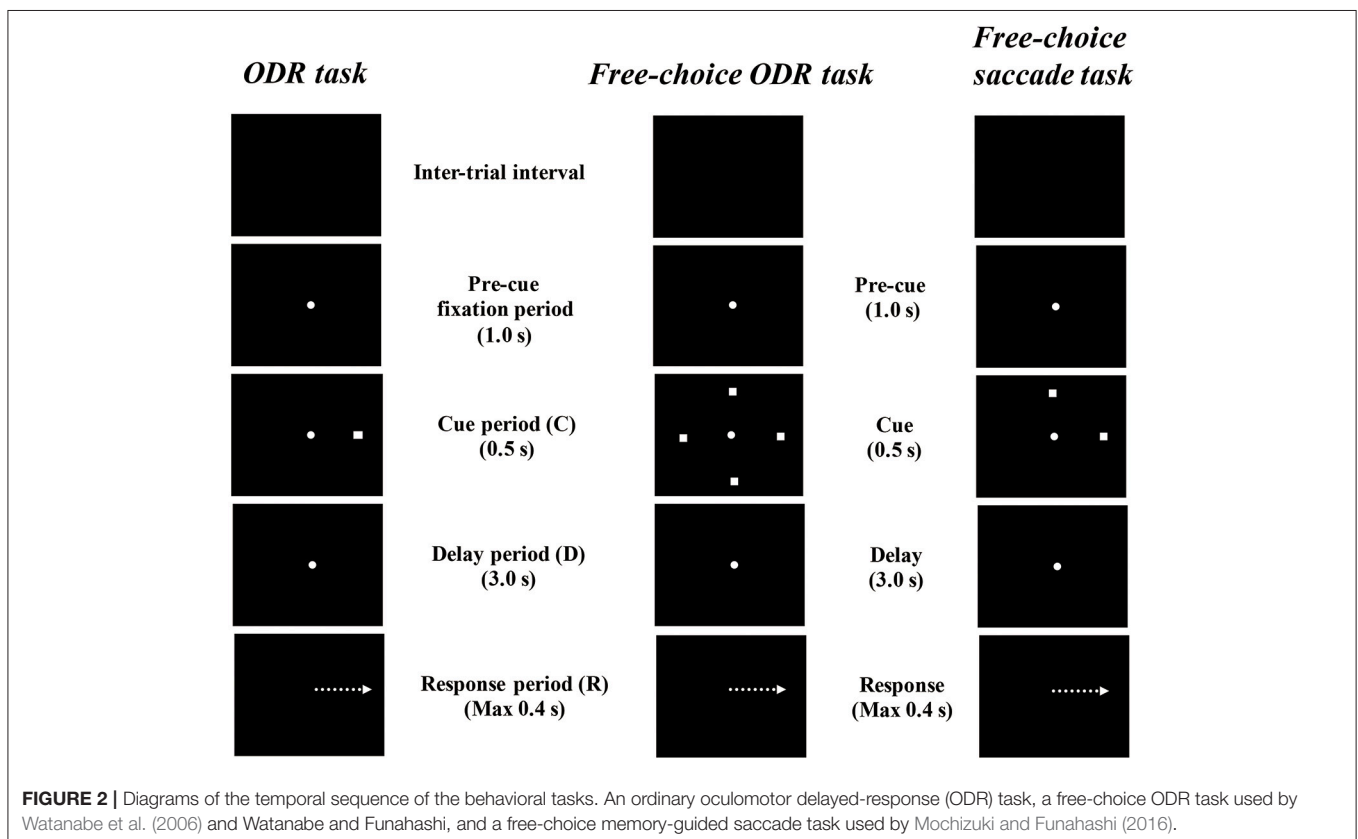 ODR task
Free-choice ODR task
Free-choice
saccade task
Inter-trial interval
Pre-cue
fixation period
(1.0 s)
Pre-cue
(1.0 s)
Cue period (C)
(0.5 s)
Cue
(0.5 s)
Delay period (D)
(3.0 s)
Delay
(3.0 s)
Response period (R)
(Max 0.4 s)
Response
(Max 0.4 s)
FIGURE 2 | Diagrams of the temporal sequence of the behavioral tasks. An ordinary oculomotor delayed-response (ODR) task, a free-choice ODR task used by
Watanabe et al. (2006) and Watanabe and Funahashi, and a free-choice memory-guided saccade task used by Mochizuki and Funahashi (2016).